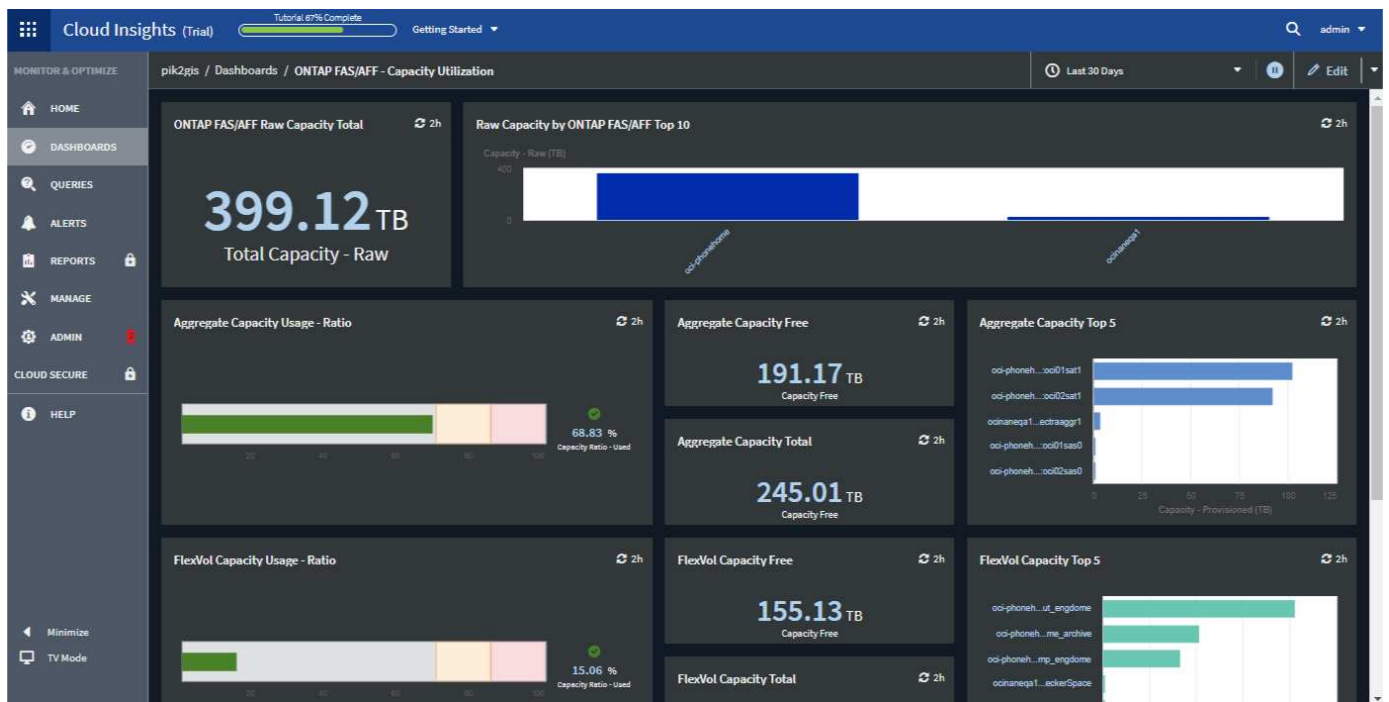 Cloud Insights (Trial)
Tutorial 67% Complete
Getting Started
admin
MONITOR & OPTIMIZE
HOME
DASHBOARDS
QUERIES
ALERTS
REPORTS
MANAGE
ADMIN
CLOUD SECURE
HELP
Minimize
TV Mode
pik2gis / Dashboards / ONTAP FAS/AFF - Capacity Utilization
Last 30 Days
Edit
ONTAP FAS/AFF Raw Capacity Total
2h
399.12 TB
Total Capacity - Raw
Raw Capacity by ONTAP FAS/AFF Top 10
2h
Capacity - Raw (TB)
400
0
oci-phonehome
ocinaneqa1
Aggregate Capacity Usage - Ratio
2h
20 40 60 80 100
68.83 %
Capacity Ratio - Used
Aggregate Capacity Free
2h
191.17 TB
Capacity Free
Aggregate Capacity Total
2h
245.01 TB
Capacity Free
Aggregate Capacity Top 5
2h
oci-phoneh...:oci01sat1
oci-phoneh...:oci02sat1
ocinaneqa1...ectraaggr1
oci-phoneh...:oci01sas0
oci-phoneh...:oci02sas0
0 25 50 75 100 125
Capacity - Provisioned (TB)
FlexVol Capacity Usage - Ratio
2h
20 40 60 80 100
15.06 %
Capacity Ratio - Used
FlexVol Capacity Free
2h
155.13 TB
Capacity Free
FlexVol Capacity Total
2h
FlexVol Capacity Top 5
2h
oci-phoneh...ut_engdome
oci-phoneh...me_archive
oci-phoneh...mp_engdome
ocinaneqa1...eckerSpace